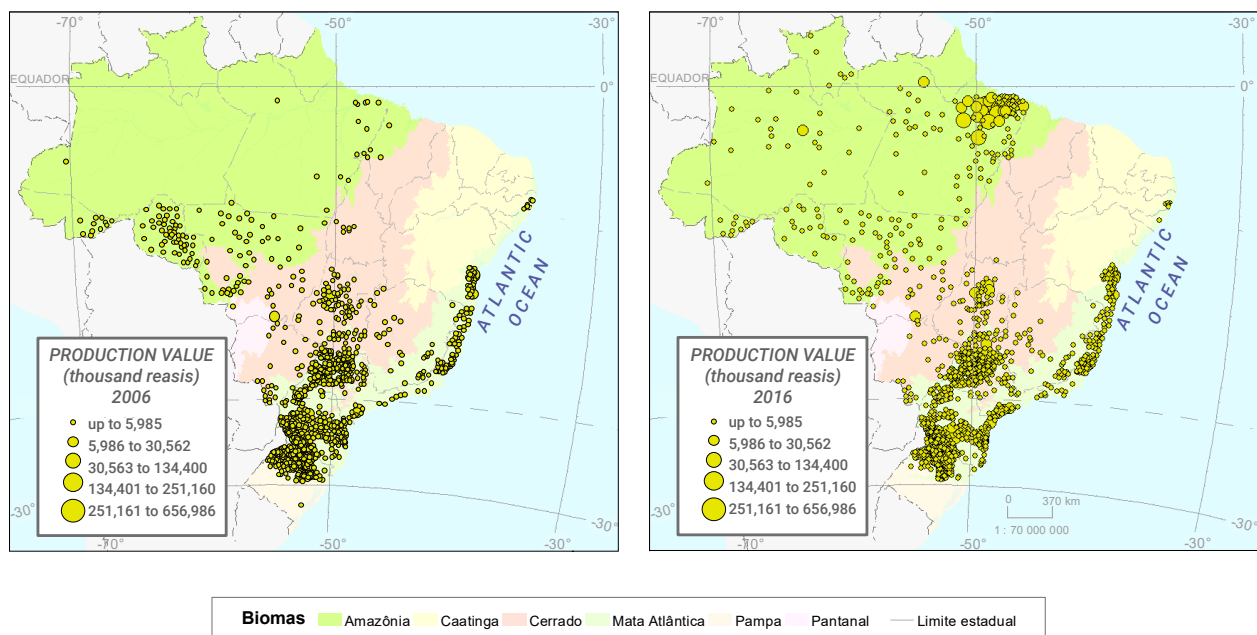 -70°
-50°
-30°
EQUADOR
0°
ATLANTIC
OCEAN
PRODUCTION VALUE
(thousand reasis)
2006
up to 5,985
5,986 to 30,562
30,563 to 134,400
134,401 to 251,160
251,161 to 656,986
-30°
-30°
-70°
-50°
-30°
-70°
-50°
-30°
EQUADOR
0°
ATLANTIC
OCEAN
PRODUCTION VALUE
(thousand reasis)
2016
up to 5,985
5,986 to 30,562
30,563 to 134,400
134,401 to 251,160
251,161 to 656,986
0 370 km
1 : 70 000 000
-30°
-30°
-70°
-50°
-30°
Biomas Amazônia Caatinga Cerrado Mata Atlântica Pampa Pantanal Limite estadual